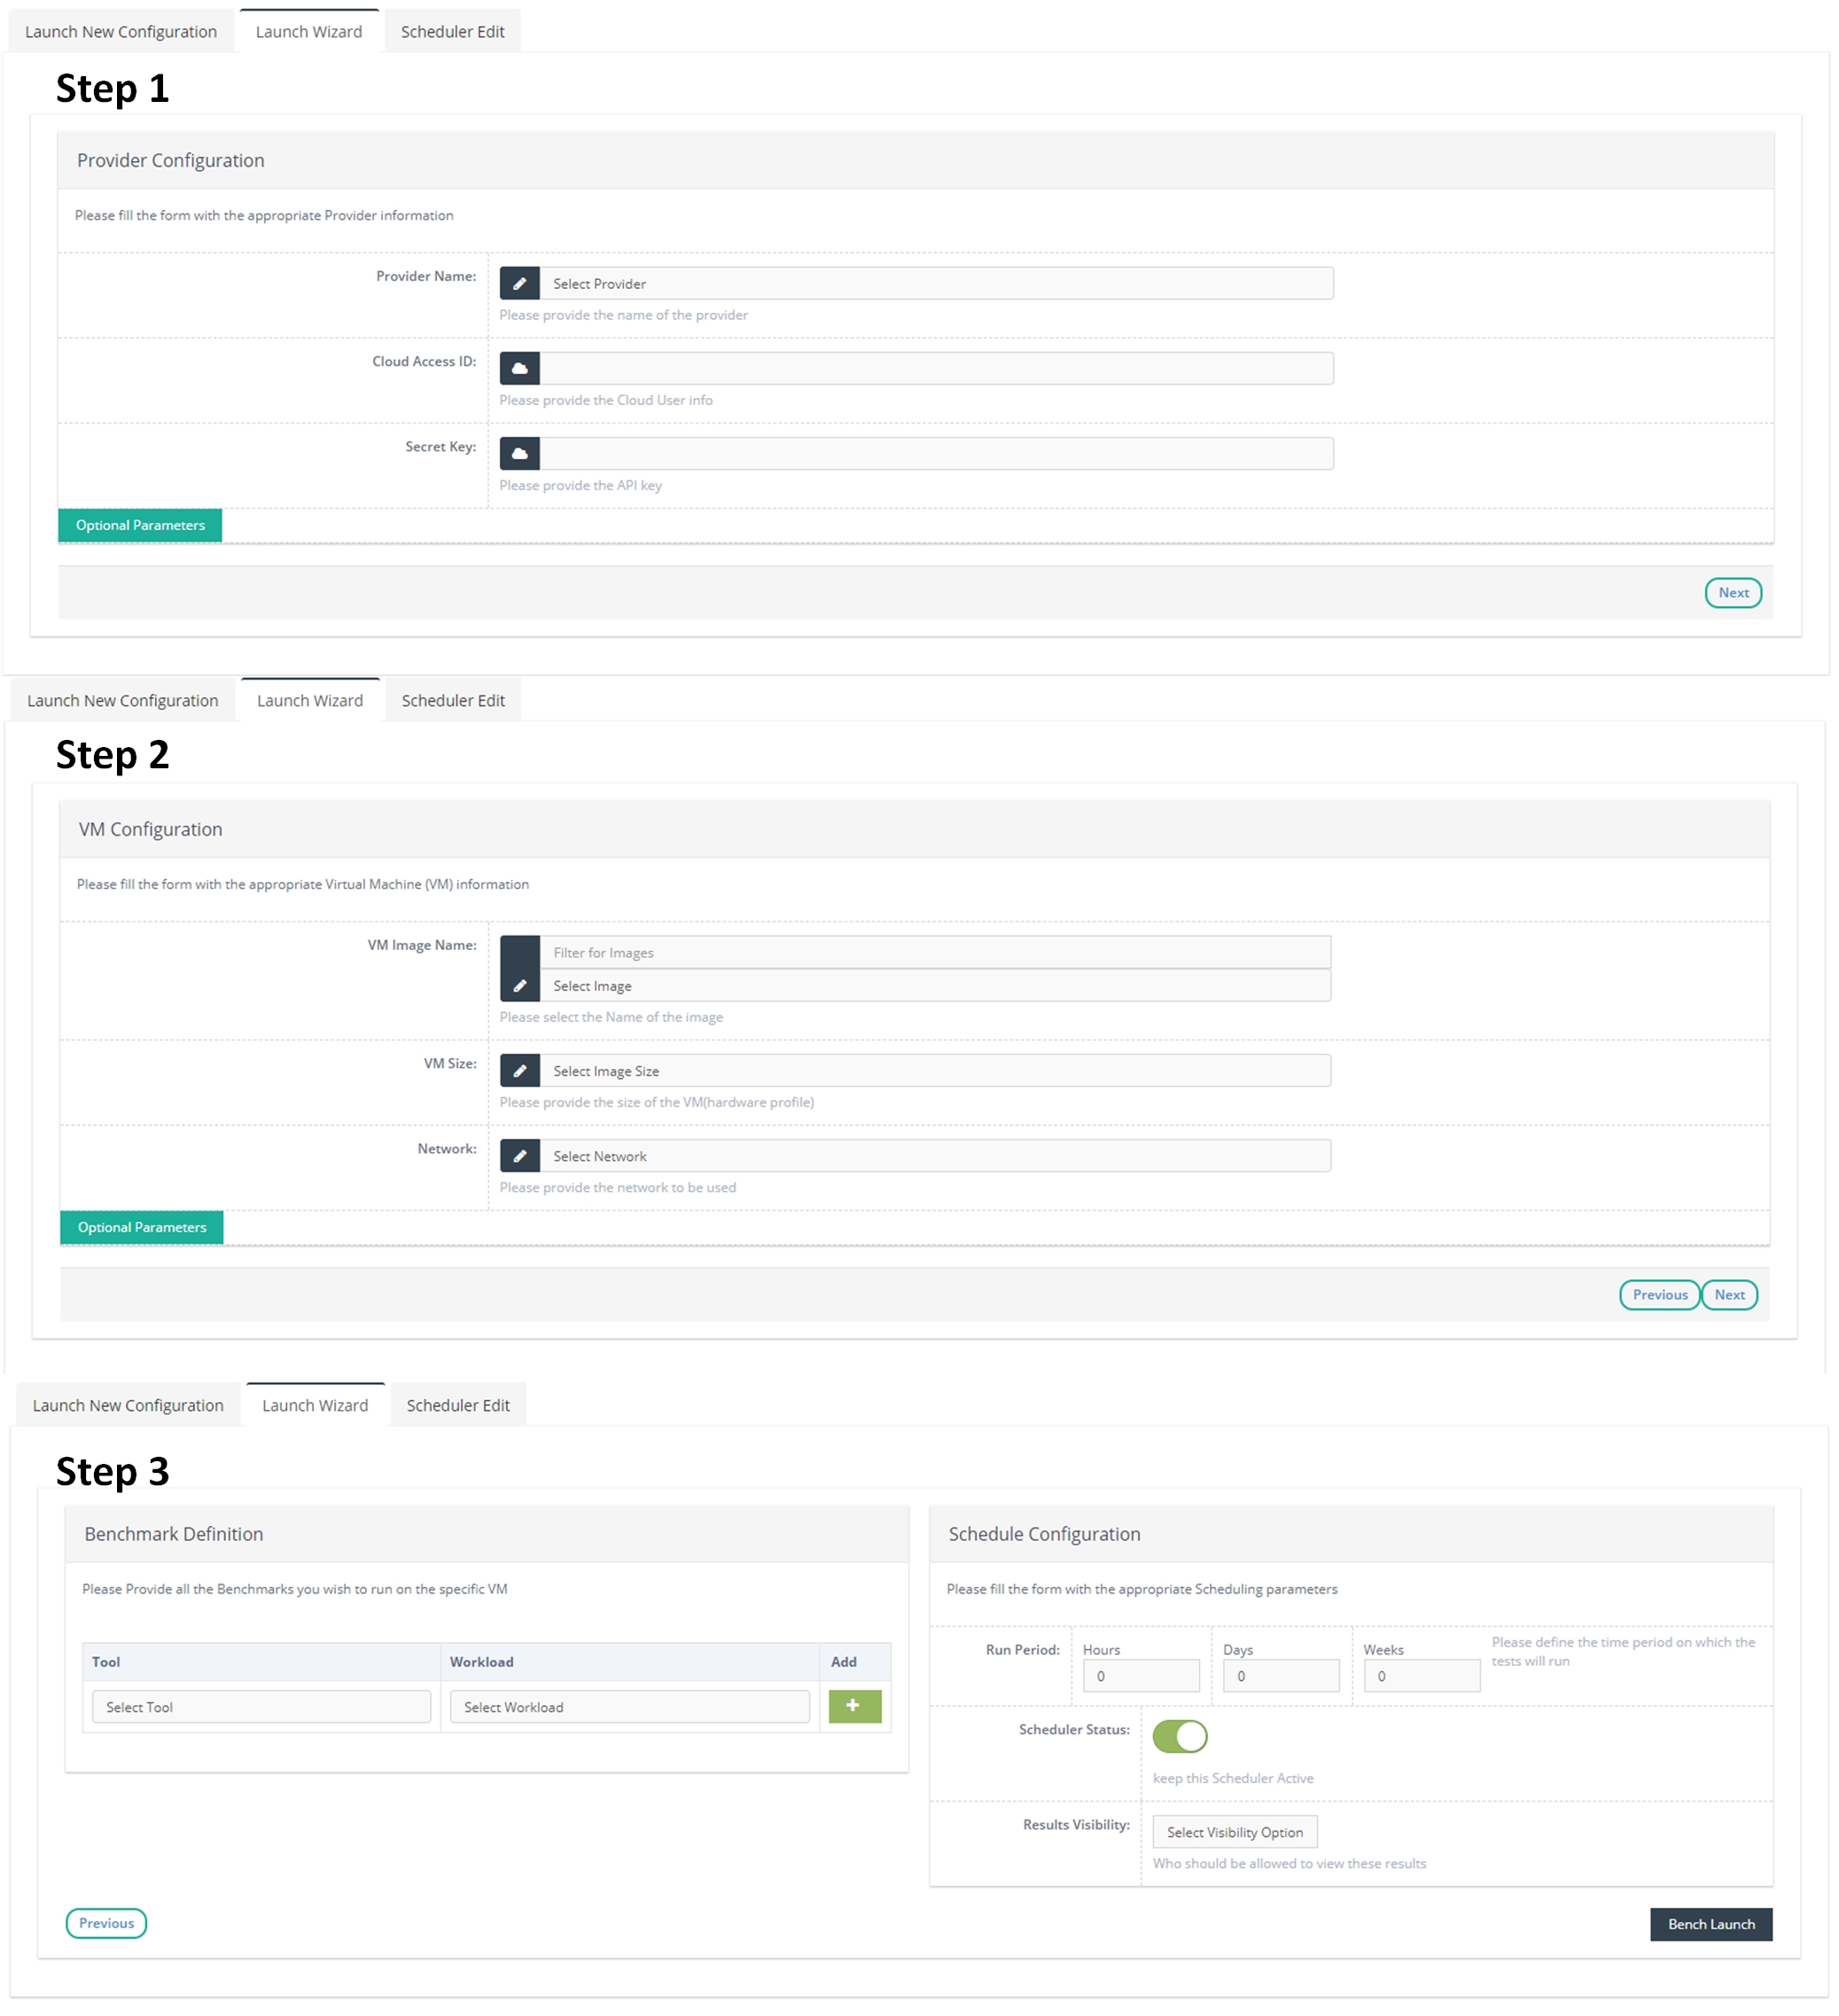 Launch New Configuration Launch Wizard Scheduler Edit
Step 1
Provider Configuration
Please fill the form with the appropriate Provider information
Provider Name: Select Provider
Please provide the name of the provider
Cloud Access ID:
Please provide the Cloud User info
Secret Key:
Please provide the API key
Optional Parameters
Next
Launch New Configuration Launch Wizard Scheduler Edit
Step 2
VM Configuration
Please fill the form with the appropriate Virtual Machine (VM) information
VM Image Name: Filter for Images
Select Image
Please select the Name of the image
VM Size: Select Image Size
Please provide the size of the VM(hardware profile)
Network: Select Network
Please provide the network to be used
Optional Parameters
Previous Next
Launch New Configuration Launch Wizard Scheduler Edit
Step 3
Benchmark Definition
Please Provide all the Benchmarks you wish to run on the specific VM
Tool Workload Add
Select Tool Select Workload +
Schedule Configuration
Please fill the form with the appropriate Scheduling parameters
Run Period: Hours Days Weeks
0 0 0
Please define the time period on which the
tests will run
Scheduler Status:
keep this Scheduler Active
Results Visibility: Select Visibility Option
Who should be allowed to view these results
Previous
Bench Launch